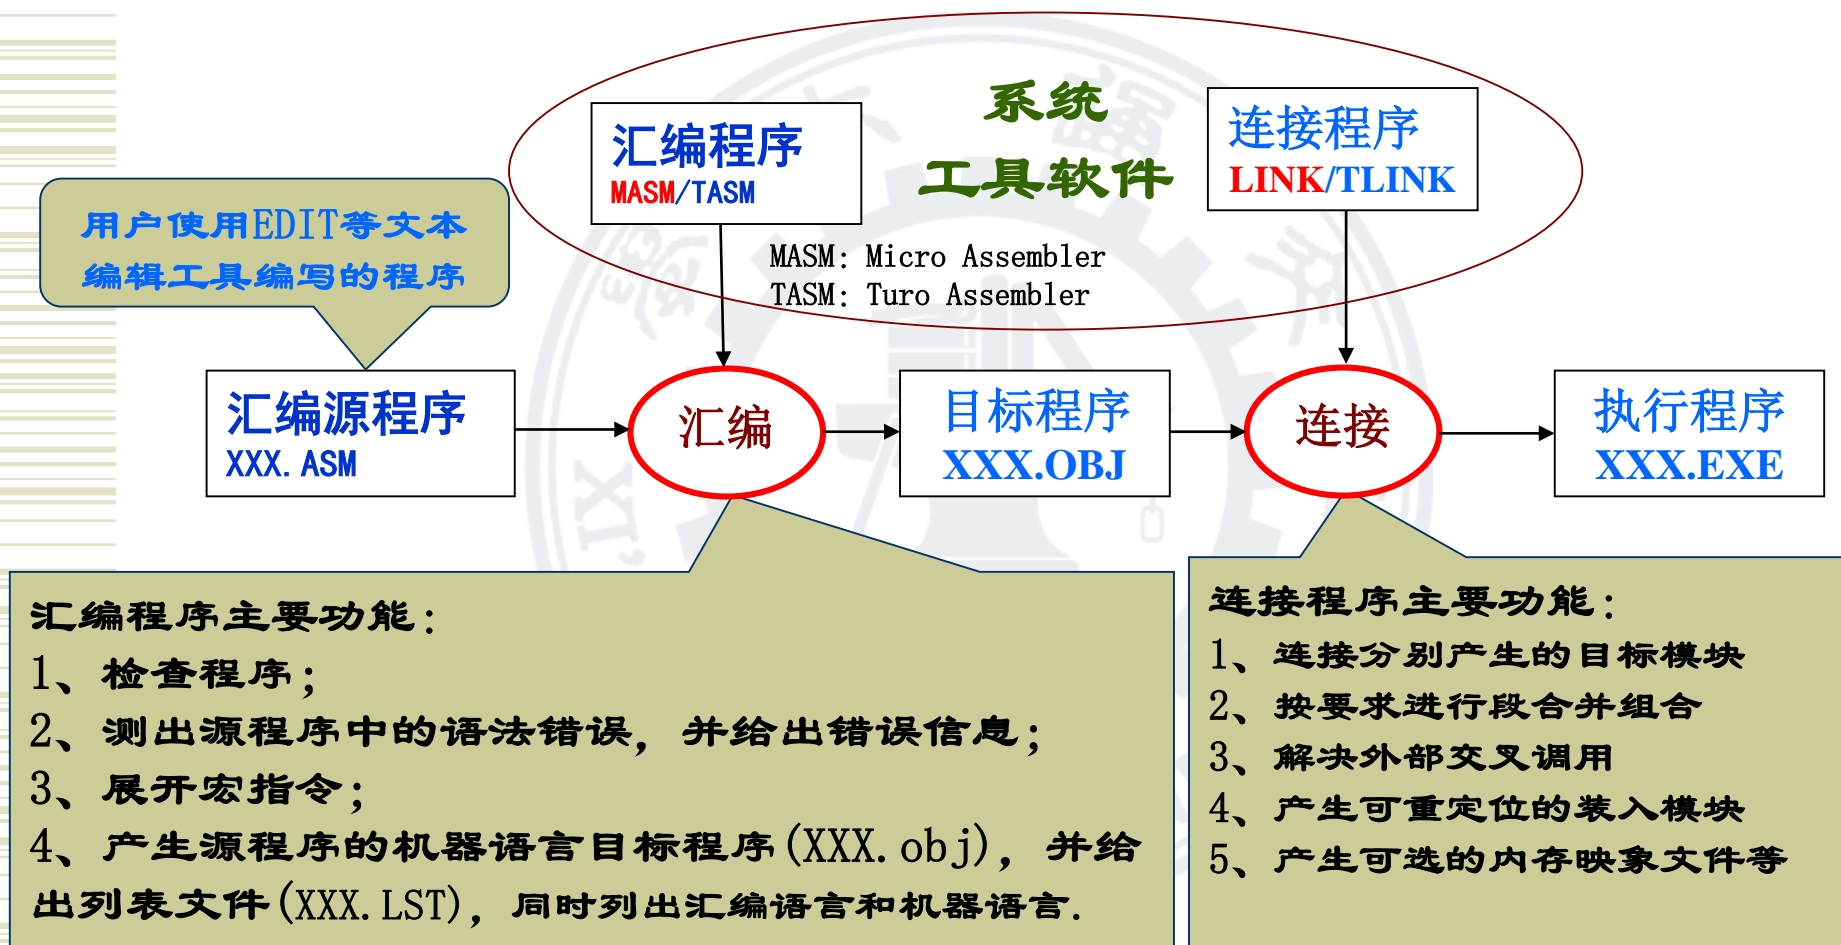 系统
工具软件
汇编程序
MASM/TASM
连接程序
LINK/TLINK
MASM: Micro Assembler
TASM: Turo Assembler
用户使用EDIT等文本
编辑工具编写的程序
汇编源程序
XXX.ASM
汇编
目标程序
XXX.OBJ
连接
执行程序
XXX.EXE
汇编程序主要功能:
1、检查程序;
2、测出源程序中的语法错误, 并给出错误信息;
3、展开宏指令;
4、产生源程序的机器语言目标程序(XXX.obj), 并给
出列表文件(XXX.LST), 同时列出汇编语言和机器语言.
连接程序主要功能:
1、连接分别产生的目标模块
2、按要求进行段合并组合
3、解决外部交叉调用
4、产生可重定位的装入模块
5、产生可选的内存映象文件等